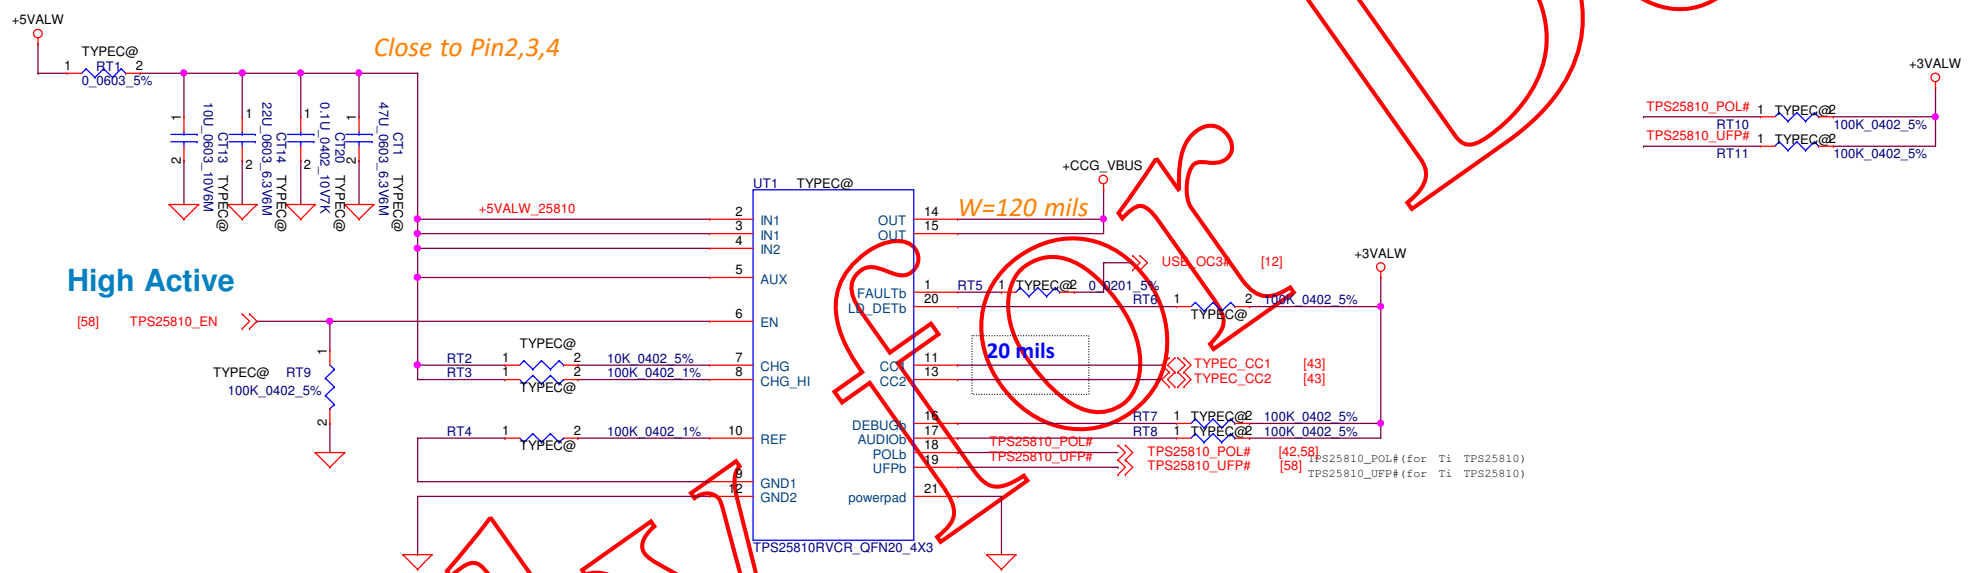 +5VALW
TYPEC@
1 RT1 2
0_0603_5%
Close to Pin2,3,4
1 2 10U_0603_10V6M CT13 TYPEC@
1 2 22U_0603_6.3V6M CT14 TYPEC@
1 2 0.1U_0402_10V7K CT20 TYPEC@
1 2 47U_0603_6.3V6M CT1 TYPEC@
+5VALW_25810
High Active
[58] TPS25810_EN
1
TYPEC@ RT9
100K_0402_5%
2
TYPEC@
RT2 1 2 10K_0402_5%
RT3 1 2 100K_0402_1%
TYPEC@
RT4 1 2 100K_0402_1%
TYPEC@
UT1 TYPEC@
2 IN1
3 IN1
4 IN2
5 AUX
6 EN
7 CHG
8 CHG_HI
10 REF
9 GND1
12 GND2
OUT 14
OUT 15
FAULTb 1
LD_DETb 20
CC1 11
CC2 13
DEBUGb 16
AUDIOb 17
POLb 18
UFPb 19
powerpad 21
TPS25810RVCR_QFN20_4X3
+CCG_VBUS
W=120 mils
USB_OC3# [12]
RT5 1 TYPEC@ 2 0_0201_5%
RT6 1 2 100K_0402_5%
TYPEC@
+3VALW
20 mils
TYPEC_CC1 [43]
TYPEC_CC2 [43]
RT7 1 TYPEC@ 2 100K_0402_5%
RT8 1 TYPEC@ 2 100K_0402_5%
TPS25810_POL# TPS25810_POL# [42,58] TPS25810_POL#(for Ti TPS25810)
TPS25810_UFP# TPS25810_UFP# [58] TPS25810_UFP#(for Ti TPS25810)
+3VALW
TPS25810_POL# 1 TYPEC@ 2
RT10 100K_0402_5%
TPS25810_UFP# 1 TYPEC@ 2
RT11 100K_0402_5%
for